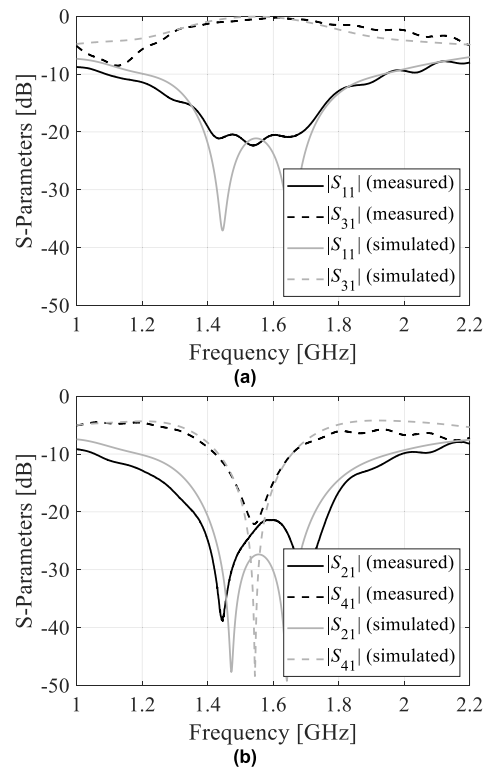 0
-10
-20
-30
-40
-50
S-Parameters [dB]
|S11| (measured)
|S31| (measured)
|S11| (simulated)
|S31| (simulated)
1 1.2 1.4 1.6 1.8 2 2.2
Frequency [GHz]
(a)
0
-10
-20
-30
-40
-50
S-Parameters [dB]
|S21| (measured)
|S41| (measured)
|S21| (simulated)
|S41| (simulated)
1 1.2 1.4 1.6 1.8 2 2.2
Frequency [GHz]
(b)